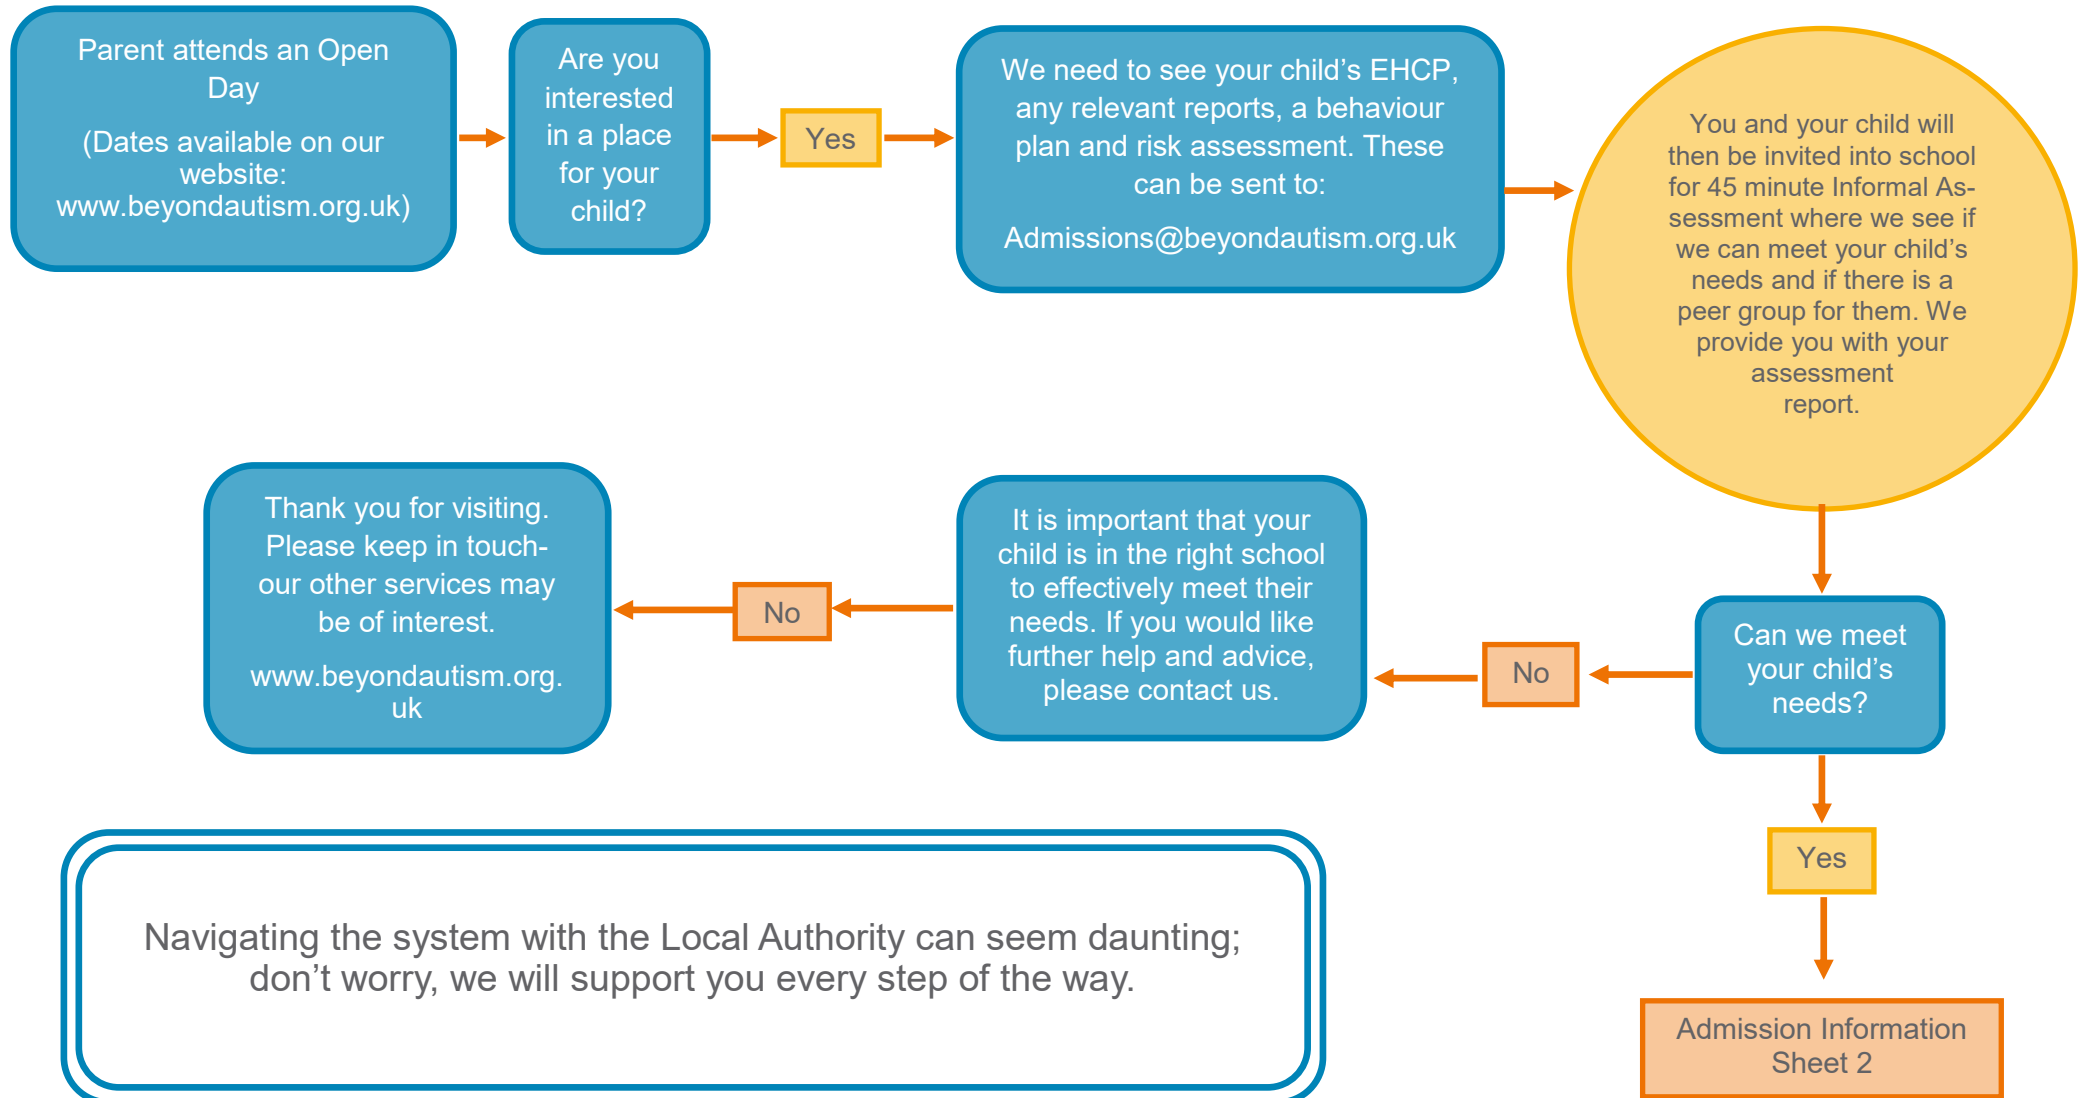 Parent attends an Open
Day
(Dates available on our
website:
www.beyondautism.org.uk)
Are you
interested
in a place
for your
child?
Yes
We need to see your child’s EHCP,
any relevant reports, a behaviour
plan and risk assessment. These
can be sent to:
Admissions@beyondautism.org.uk
You and your child will
then be invited into school
for 45 minute Informal As-
sessment where we see if
we can meet your child’s
needs and if there is a
peer group for them. We
provide you with your
assessment
report.
Can we meet
your child’s
needs?
No
It is important that your
child is in the right school
to effectively meet their
needs. If you would like
further help and advice,
please contact us.
No
Thank you for visiting.
Please keep in touch-
our other services may
be of interest.
www.beyondautism.org.
uk
Yes
Admission Information
Sheet 2
Navigating the system with the Local Authority can seem daunting;
don’t worry, we will support you every step of the way.